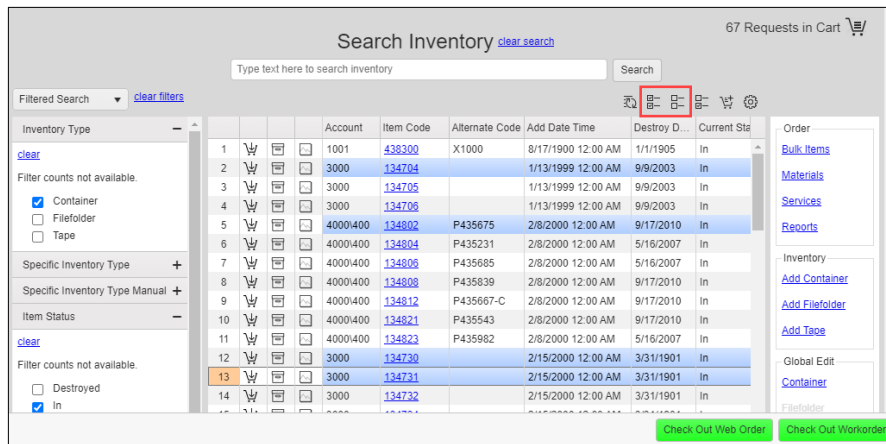 67 Requests in Cart
Search Inventory clear search
Type text here to search inventory Search
Filtered Search clear filters
Inventory Type
clear
Filter counts not available.
Container
Filefolder
Tape
Specific Inventory Type +
Specific Inventory Type Manual +
Item Status
clear
Filter counts not available.
Destroyed
In
Account Item Code Alternate Code Add Date Time Destroy D... Current Sta
1 1001 438300 X1000 8/17/1900 12:00 AM 1/1/1905 In
2 3000 134704 1/13/1999 12:00 AM 9/9/2003 In
3 3000 134705 1/13/1999 12:00 AM 9/9/2003 In
4 3000 134706 1/13/1999 12:00 AM 9/9/2003 In
5 4000\400 134802 P435675 2/8/2000 12:00 AM 9/17/2010 In
6 4000\400 134804 P435231 2/8/2000 12:00 AM 5/16/2007 In
7 4000\400 134806 P435685 2/8/2000 12:00 AM 5/16/2007 In
8 4000\400 134808 P435839 2/8/2000 12:00 AM 9/17/2010 In
9 4000\400 134812 P435667-C 2/8/2000 12:00 AM 9/17/2010 In
10 4000\400 134821 P435543 2/8/2000 12:00 AM 9/17/2010 In
11 4000\400 134823 P435982 2/8/2000 12:00 AM 5/16/2007 In
12 3000 134730 2/15/2000 12:00 AM 3/31/1901 In
13 3000 134731 2/15/2000 12:00 AM 3/31/1901 In
14 3000 134732 2/15/2000 12:00 AM 3/31/1901 In
Order
Bulk Items
Materials
Services
Reports
Inventory
Add Container
Add Filefolder
Add Tape
Global Edit
Container
Filefolder
Check Out Web Order Check Out Workorder